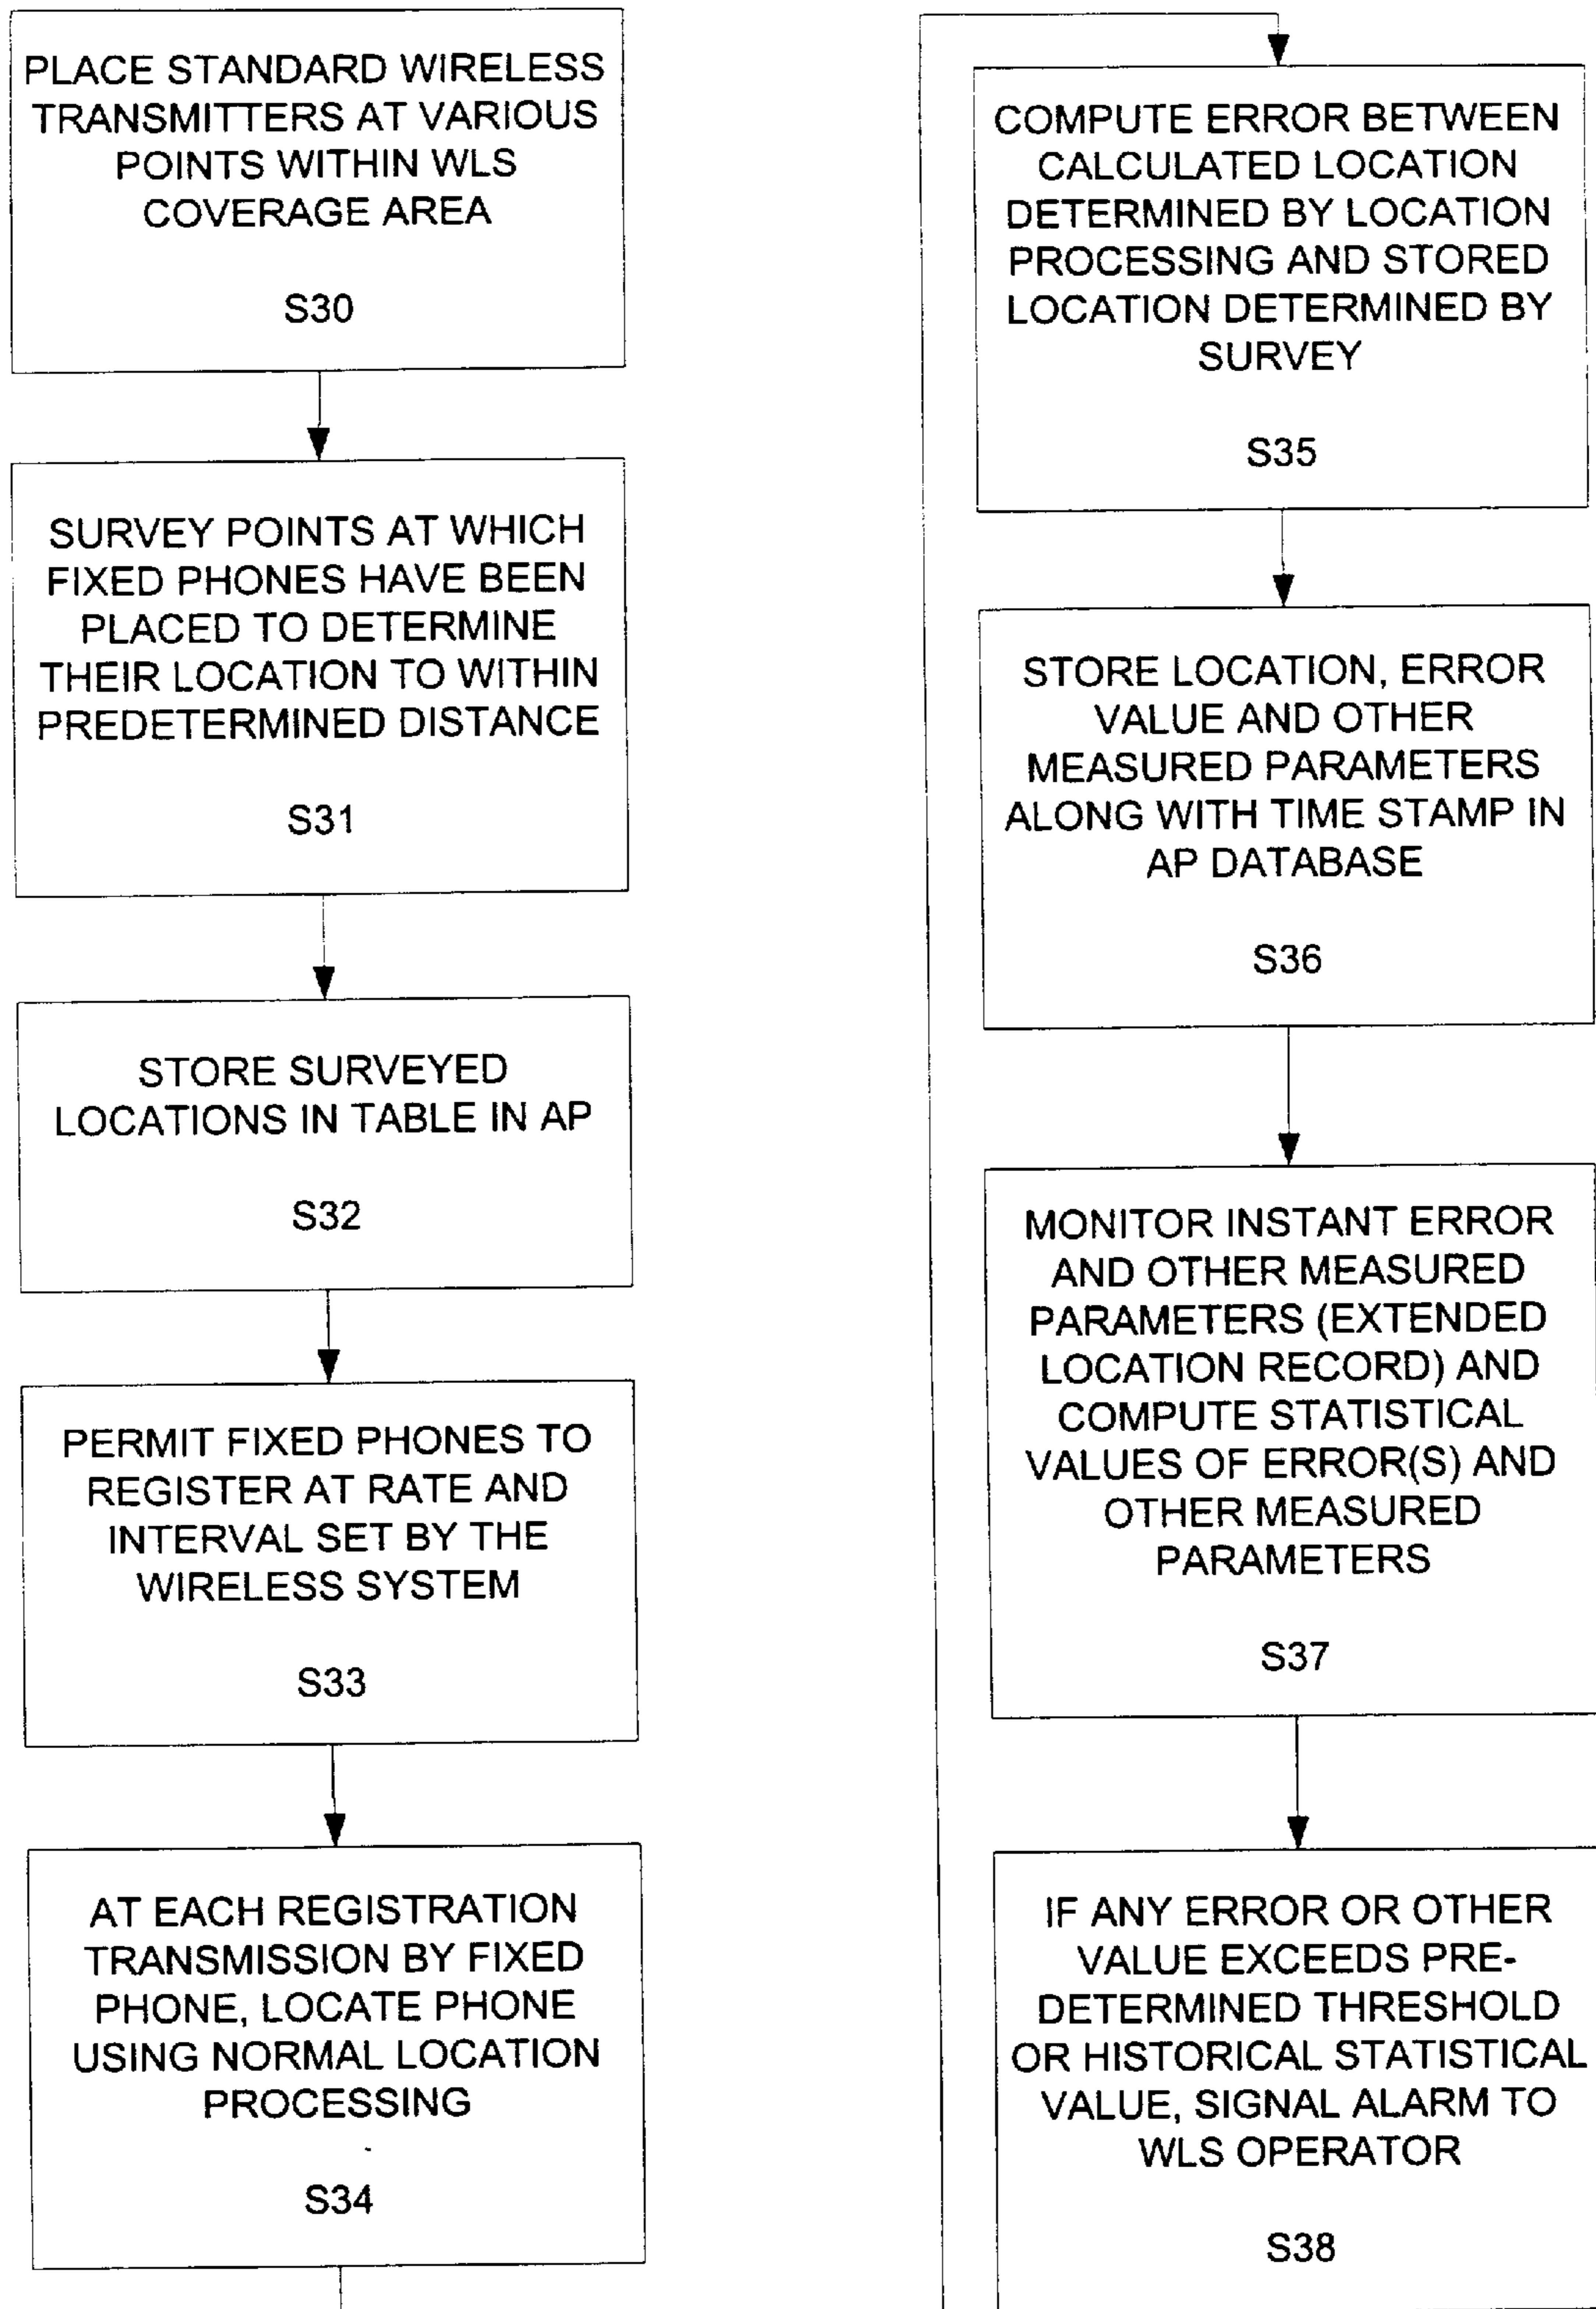 PLACE STANDARD WIRELESS
TRANSMITTERS AT VARIOUS
POINTS WITHIN WLS
COVERAGE AREA
S30
SURVEY POINTS AT WHICH
FIXED PHONES HAVE BEEN
PLACED TO DETERMINE
THEIR LOCATION TO WITHIN
PREDETERMINED DISTANCE
S31
STORE SURVEYED
LOCATIONS IN TABLE IN AP
S32
PERMIT FIXED PHONES TO
REGISTER AT RATE AND
INTERVAL SET BY THE
WIRELESS SYSTEM
S33
AT EACH REGISTRATION
TRANSMISSION BY FIXED
PHONE, LOCATE PHONE
USING NORMAL LOCATION
PROCESSING
S34
COMPUTE ERROR BETWEEN
CALCULATED LOCATION
DETERMINED BY LOCATION
PROCESSING AND STORED
LOCATION DETERMINED BY
SURVEY
S35
STORE LOCATION, ERROR
VALUE AND OTHER
MEASURED PARAMETERS
ALONG WITH TIME STAMP IN
AP DATABASE
S36
MONITOR INSTANT ERROR
AND OTHER MEASURED
PARAMETERS (EXTENDED
LOCATION RECORD) AND
COMPUTE STATISTICAL
VALUES OF ERROR(S) AND
OTHER MEASURED
PARAMETERS
S37
IF ANY ERROR OR OTHER
VALUE EXCEEDS PRE-
DETERMINED THRESHOLD
OR HISTORICAL STATISTICAL
VALUE, SIGNAL ALARM TO
WLS OPERATOR
S38